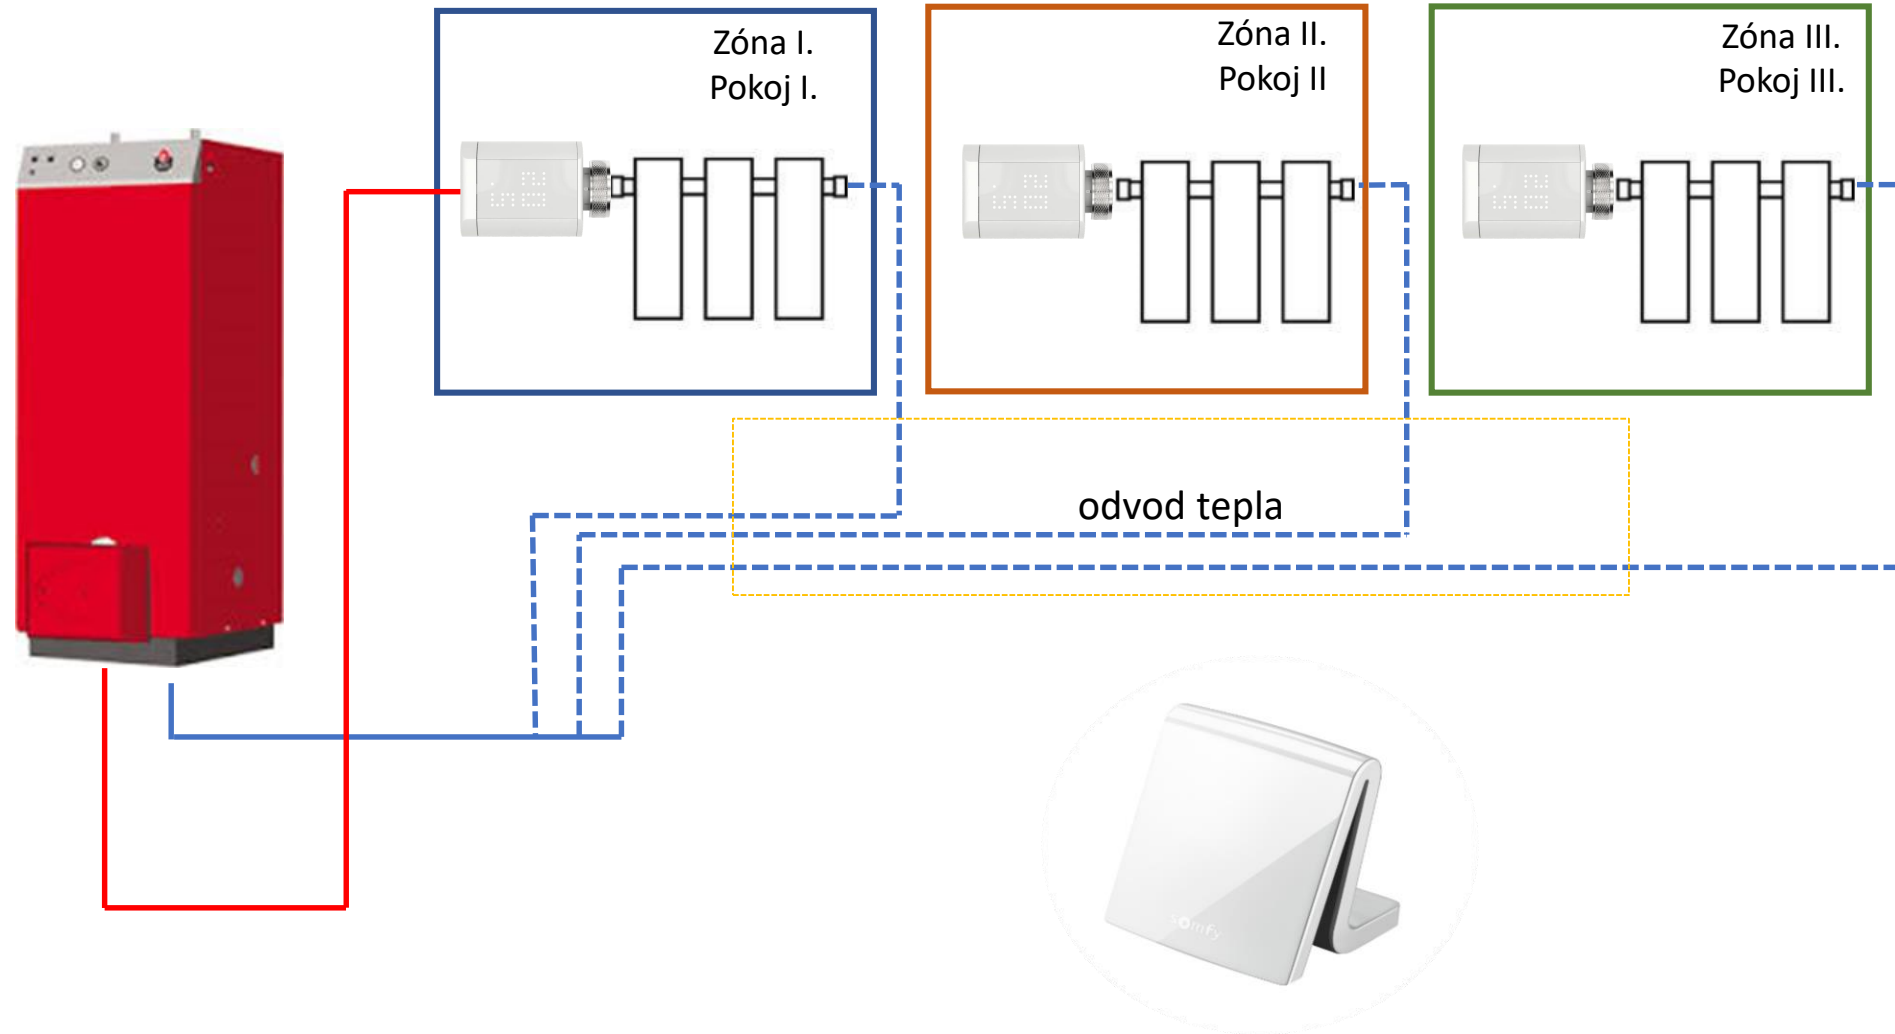 Zóna I.
Pokoj I.
Zóna II.
Pokoj II
Zóna III.
Pokoj III.
odvod tepla
somfy